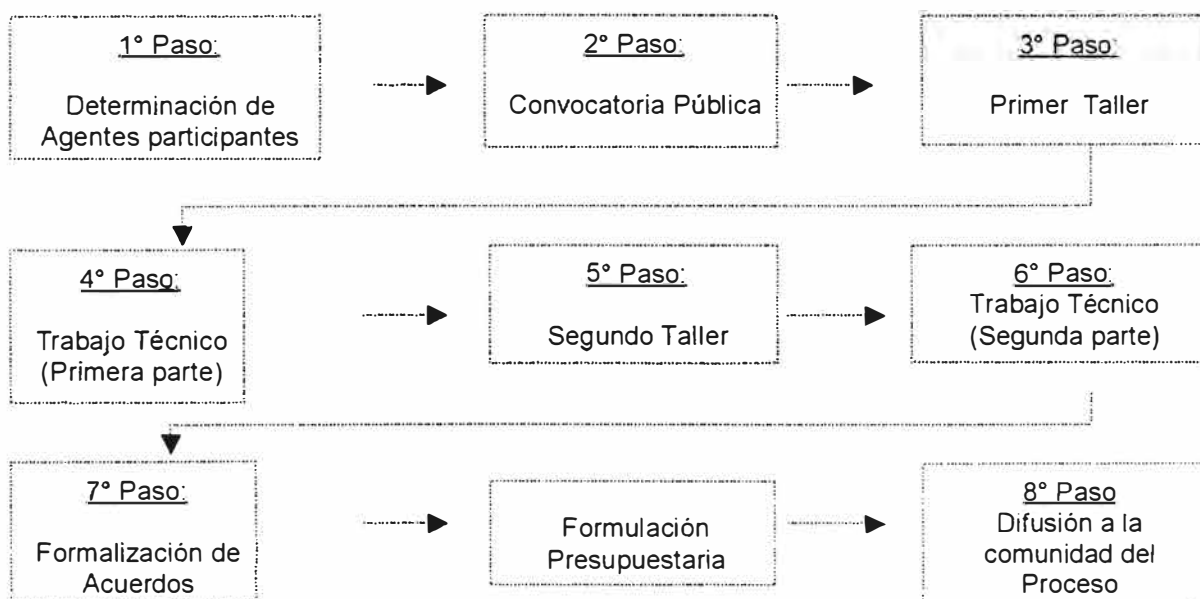 1° Paso:
Determinación de
Agentes participantes
2° Paso:
Convocatoria Pública
3° Paso:
Primer Taller
4° Paso:
Trabajo Técnico
(Primera parte)
5° Paso:
Segundo Taller
6° Paso:
Trabajo Técnico
(Segunda parte)
7° Paso:
Formalización de
Acuerdos
Formulación
Presupuestaria
8° Paso
Difusión a la
comunidad del
Proceso